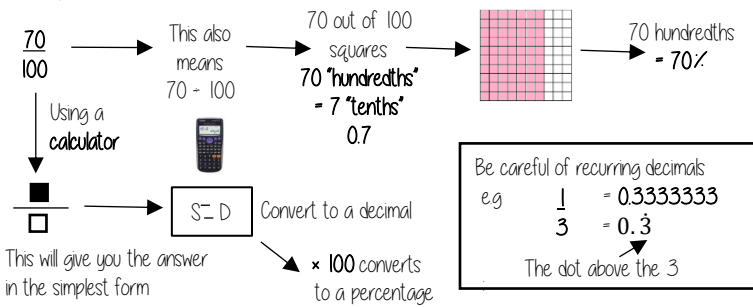 70
100
This also
means
70 ÷ 100
70 out of 100
squares
70 "hundredths"
= 7 "tenths"
0.7
70 hundredths
= 70%
Using a
calculator
S⇔D
Convert to a decimal
This will give you the answer
in the simplest form
× 100 converts
to a percentage
Be careful of recurring decimals
e.g 1 = 0.3333333
3 = 0.3̇
The dot above the 3